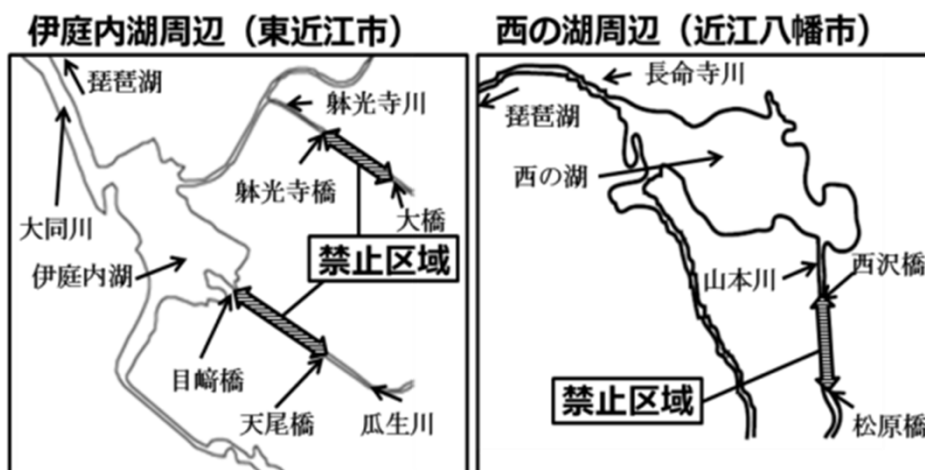 伊庭内湖周辺（東近江市）
琵琶湖
躰光寺川
躰光寺橋
大同川
大橋
禁止区域
伊庭内湖
目﨑橋
天尾橋
瓜生川
西の湖周辺（近江八幡市）
長命寺川
琵琶湖
西の湖
山本川
西沢橋
禁止区域
松原橋